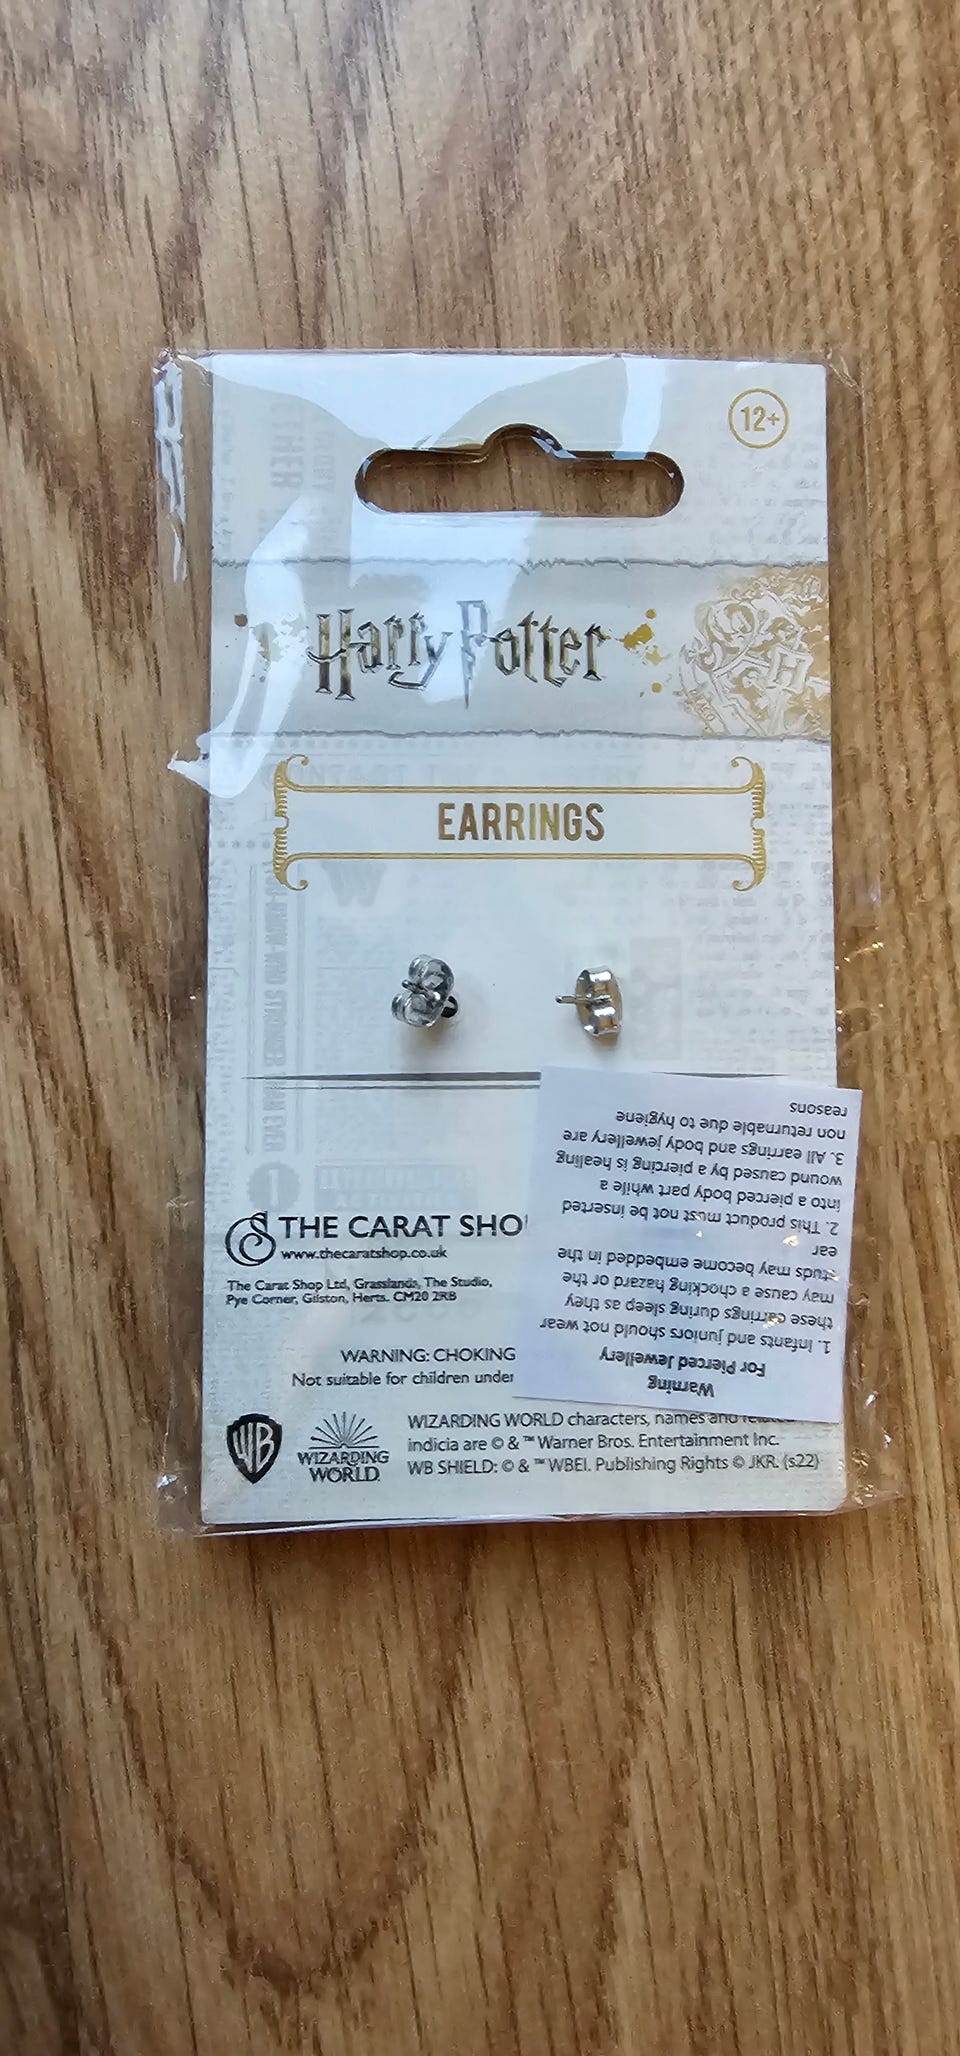 12+
Harry Potter
EARRINGS
THE CARAT SHO
www.thecaratshop.co.uk
The Carat Shop Ltd, Grasslands, The Studio,
Pye Corner, Gilston, Herts. CM20 2RB
WARNING: CHOKING
Not suitable for children under
Warning
For Pierced Jewellery
1. Infants and juniors should not wear
these earrings during sleep as they
may cause a chocking hazard or the
studs may become embedded in the
ear
2. This product must not be inserted
into a pierced body part while a
wound caused by a piercing is healing
3. All earrings and body jewellery are
non returnable due to hygiene
reasons
WB
WIZARDING
WORLD
WIZARDING WORLD characters, names and related
indicia are © & ™ Warner Bros. Entertainment Inc.
WB SHIELD: © & ™ WBEI. Publishing Rights © JKR. (s22)